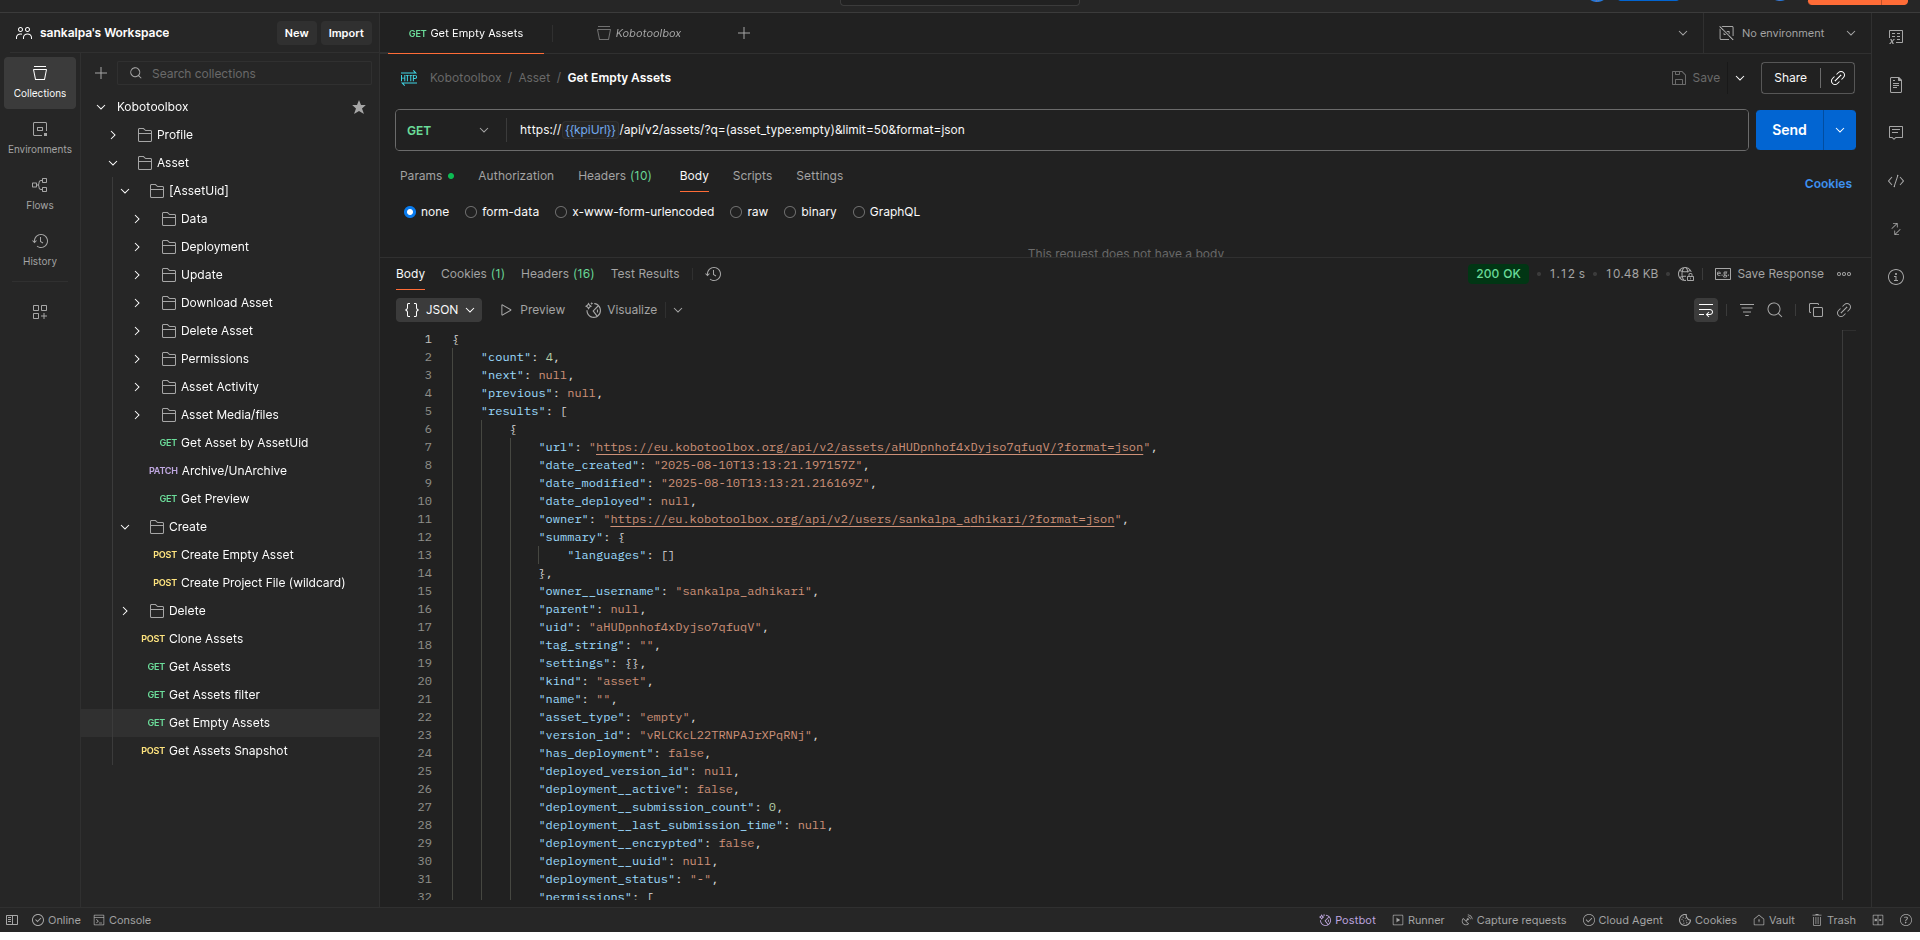 sankalpa's Workspace
New
Import
GET Get Empty Assets
Kobotoolbox
No environment
Collections
Environments
Flows
History
Search collections
Kobotoolbox
Profile
Asset
[AssetUid]
Data
Deployment
Update
Download Asset
Delete Asset
Permissions
Asset Activity
Asset Media/files
GET Get Asset by AssetUid
PATCH Archive/UnArchive
GET Get Preview
Create
POST Create Empty Asset
POST Create Project File (wildcard)
Delete
POST Clone Assets
GET Get Assets
GET Get Assets filter
GET Get Empty Assets
POST Get Assets Snapshot
HTTP Kobotoolbox / Asset / Get Empty Assets
Save
Share
GET
https:// {{kpiUrl}} /api/v2/assets/?q=(asset_type:empty)&limit=50&format=json
Send
Params
Authorization
Headers (10)
Body
Scripts
Settings
Cookies
none
form-data
x-www-form-urlencoded
raw
binary
GraphQL
This request does not have a body
Body
Cookies (1)
Headers (16)
Test Results
200 OK
1.12 s
10.48 KB
e.g. Save Response
{ } JSON
Preview
Visualize
1 {
2 "count": 4,
3 "next": null,
4 "previous": null,
5 "results": [
6 {
7 "url": "https://eu.kobotoolbox.org/api/v2/assets/aHUDpnhof4xDyjso7qfuqV/?format=json",
8 "date_created": "2025-08-10T13:13:21.197157Z",
9 "date_modified": "2025-08-10T13:13:21.216169Z",
10 "date_deployed": null,
11 "owner": "https://eu.kobotoolbox.org/api/v2/users/sankalpa_adhikari/?format=json",
12 "summary": {
13 "languages": []
14 },
15 "owner__username": "sankalpa_adhikari",
16 "parent": null,
17 "uid": "aHUDpnhof4xDyjso7qfuqV",
18 "tag_string": "",
19 "settings": {},
20 "kind": "asset",
21 "name": "",
22 "asset_type": "empty",
23 "version_id": "vRLCKcL22TRNPAJrXPqRNj",
24 "has_deployment": false,
25 "deployed_version_id": null,
26 "deployment__active": false,
27 "deployment__submission_count": 0,
28 "deployment__last_submission_time": null,
29 "deployment__encrypted": false,
30 "deployment__uuid": null,
31 "deployment_status": "-",
32 "permissions": [
Online
Console
Postbot
Runner
Capture requests
Cloud Agent
Cookies
Vault
Trash